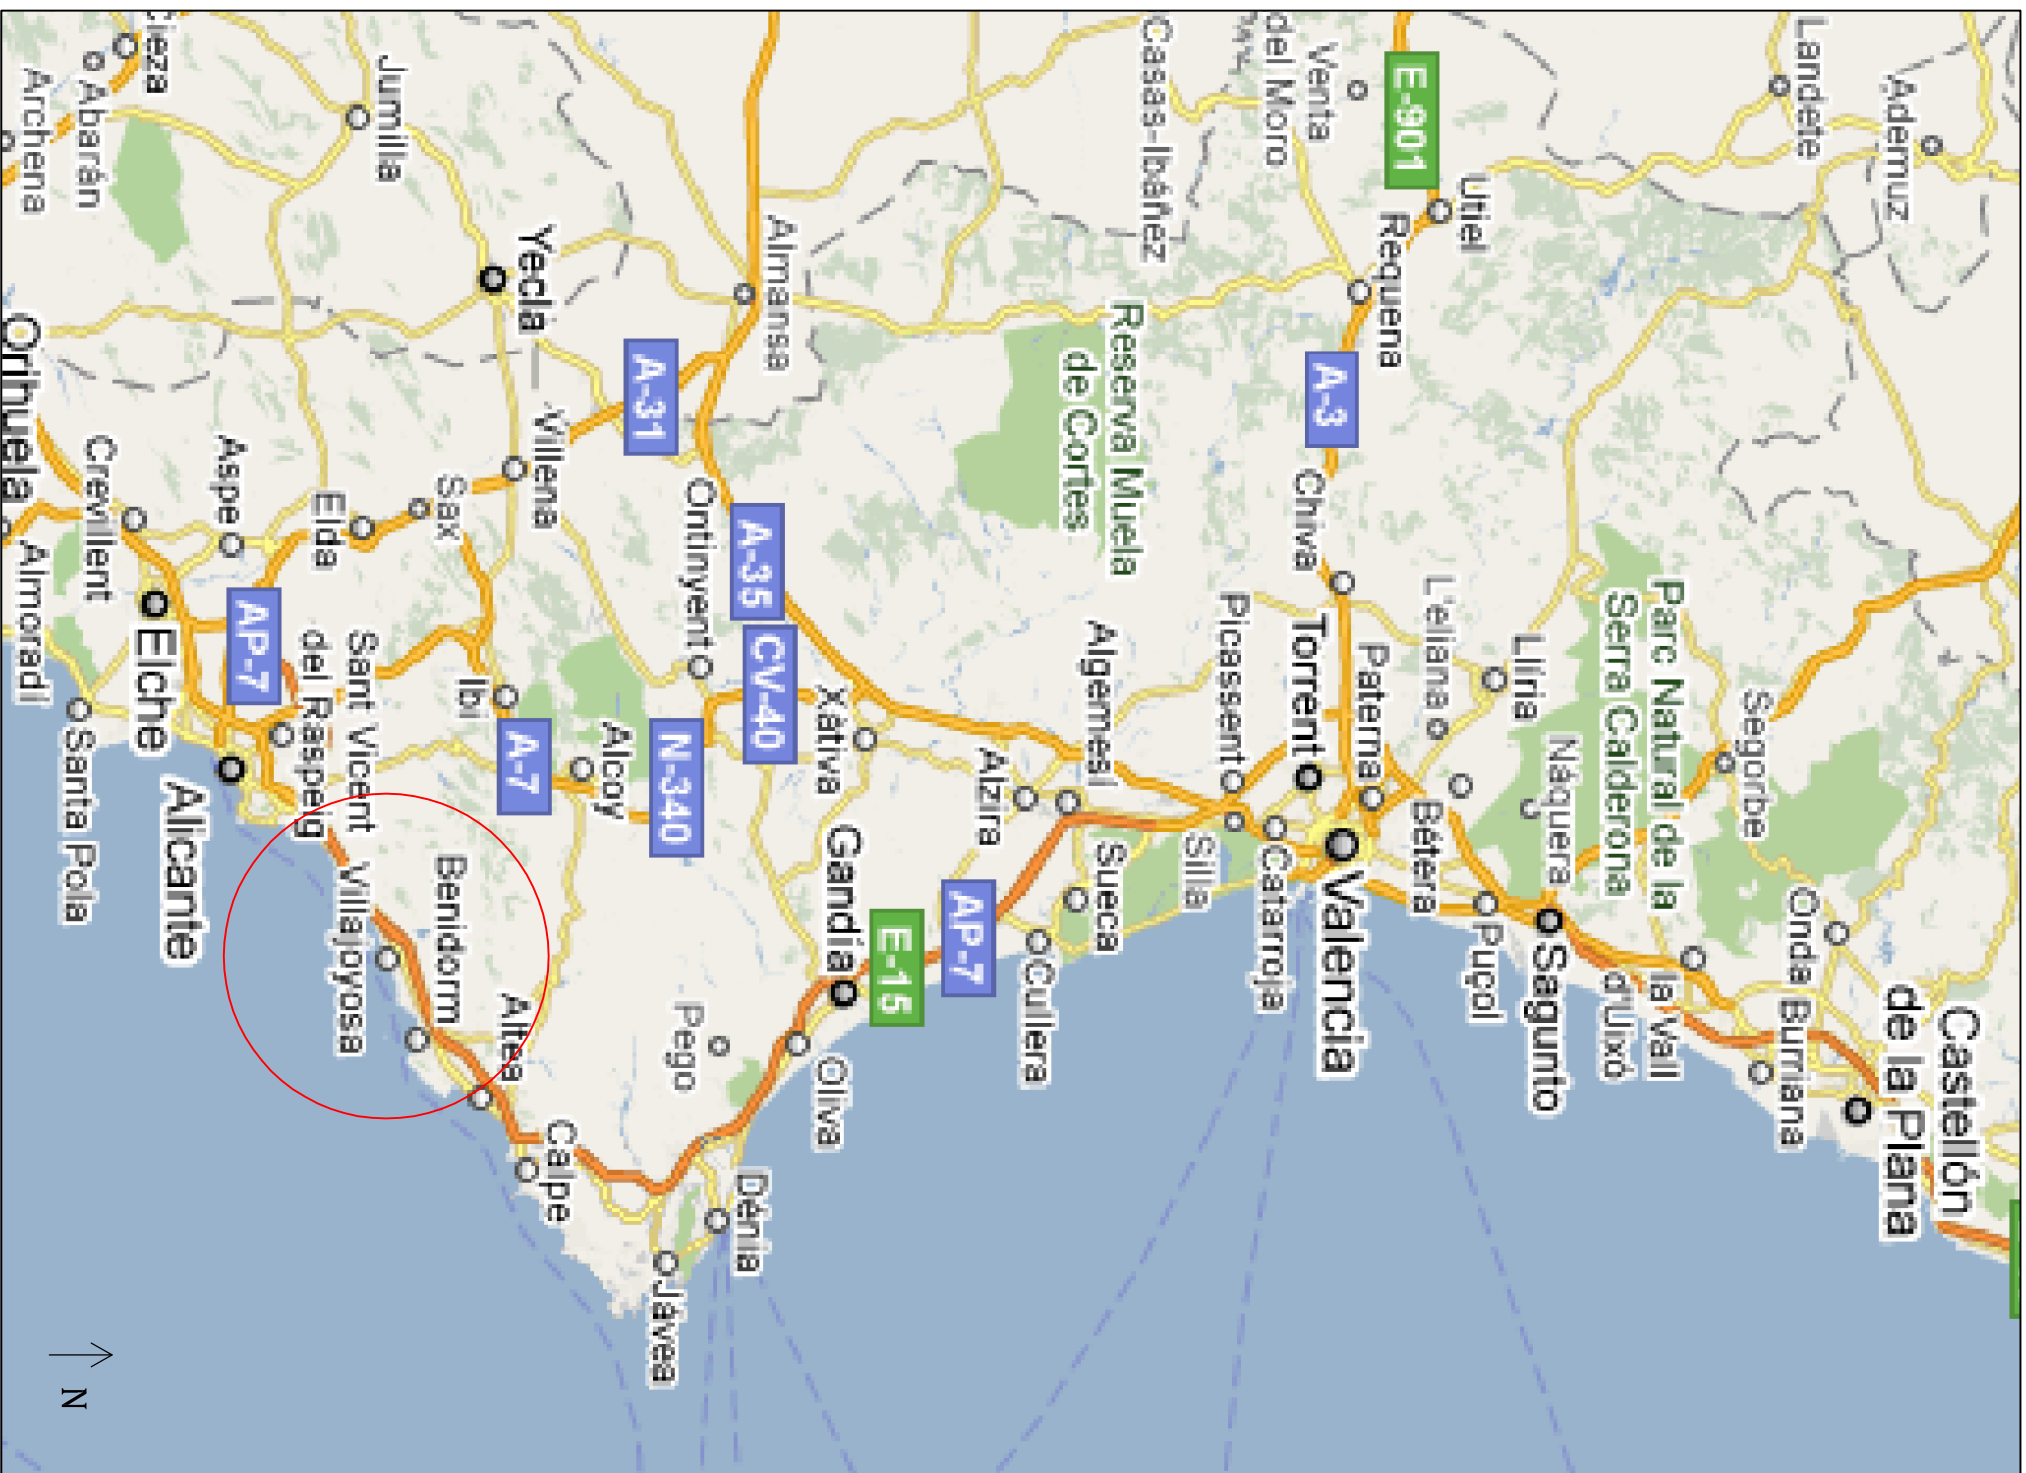 Ademuz
Landete
E-901
Utiel
Venta
del Moro
Casas-Ibáñez
Requena
Castellón
de la Plana
Onda
Burriana
Segorbe
la Vall
d'Uixó
Parc Natural de la
Serra Calderona
Náquera
Sagunto
Puçol
Llíria
L'eliana
Bétera
Paterna
A-3
Chiva
Torrent
Valencia
Catarroja
Picassent
Silla
Reserva Muela
de Cortes
Algemesí
Sueca
Alzira
Cullera
AP-7
E-15
Almansa
Xàtiva
Gandía
Oliva
A-35
CV-40
Ontinyent
N-340
Pego
Dénia
Jávea
A-31
Yecla
Villena
Alcoy
A-7
Calpe
Altea
Jumilla
Sax
Ibi
Benidorm
Villajoyosa
Elda
Sant Vicent
del Raspeig
AP-7
Aspe
Alicante
Cieza
Abarán
Archena
Crevillent
Elche
Santa Pola
Orihuela
Almoradí
N